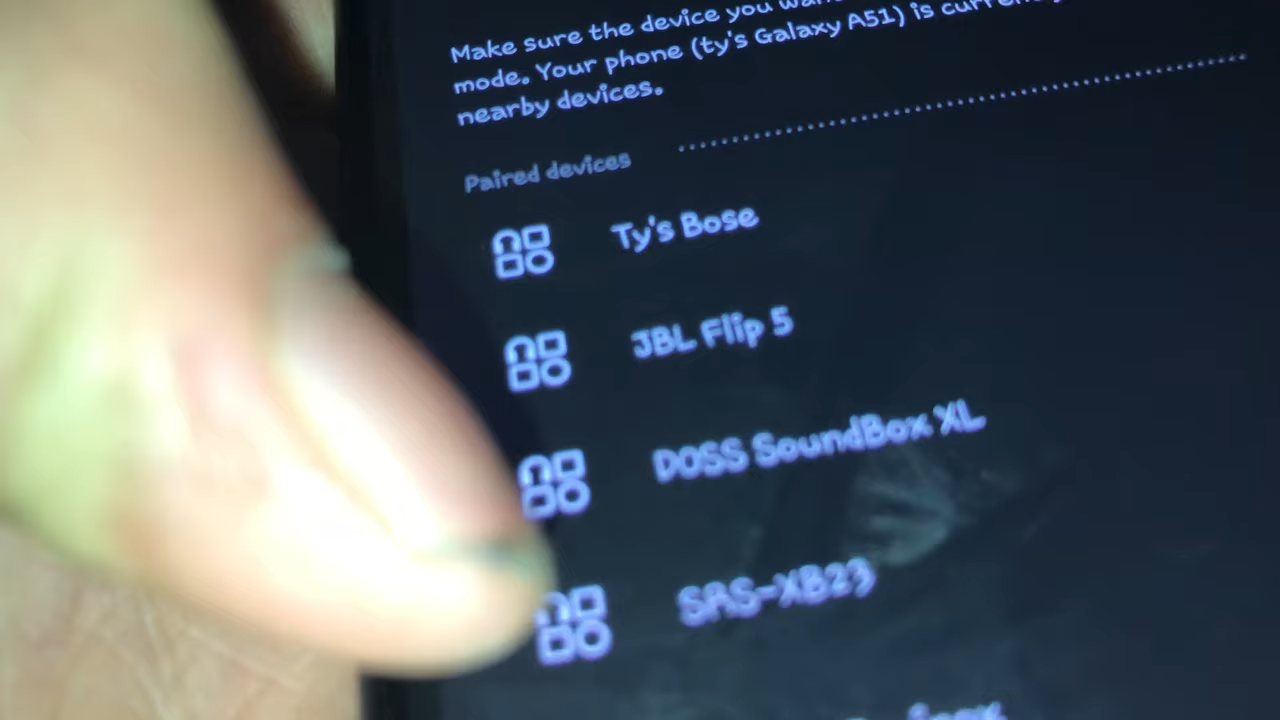 Make sure the device you
mode. Your phone (ty's Galaxy A51) is
nearby devices.
Paired devices
Ty's Bose
JBL Flip 5
DOSS SoundBox XL
SRS-XB23